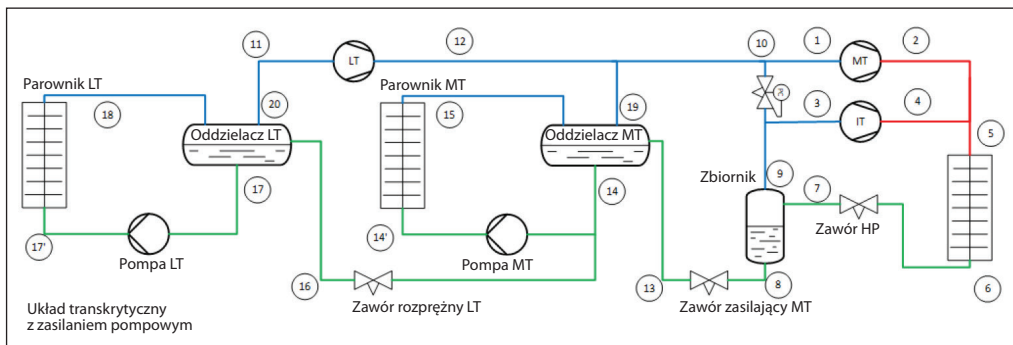 11
12
10
1
2
Parownik LT
LT
Parownik MT
MT
18
20
15
19
3
4
IT
Oddzielacz LT
Oddzielacz MT
5
Zbiornik
9
17
14
7
Zawór HP
17'
Pompa LT
14'
Pompa MT
16
Zawór rozprężny LT
13
Zawór zasilający MT
8
6
Układ transkrytyczny
z zasilaniem pompowym